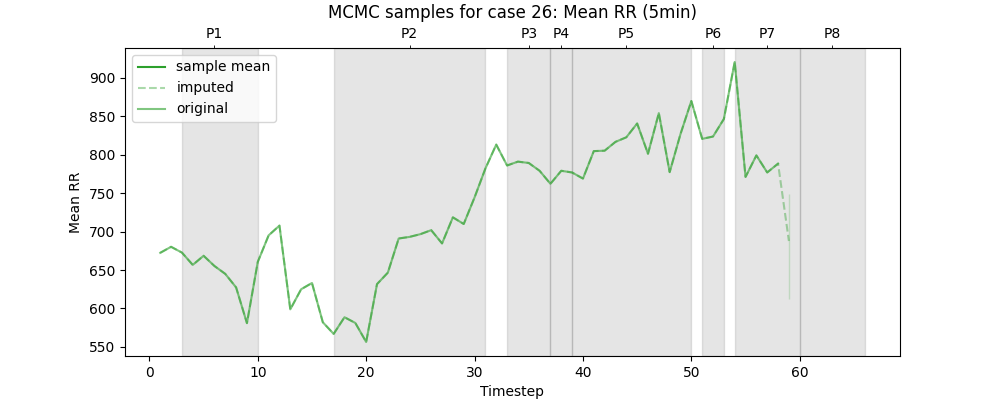 MCMC samples for case 26: Mean RR (5min)
P1 P2 P3 P4 P5 P6 P7 P8
sample mean
imputed
original
900
850
800
750
700
650
600
550
Mean RR
0 10 20 30 40 50 60
Timestep